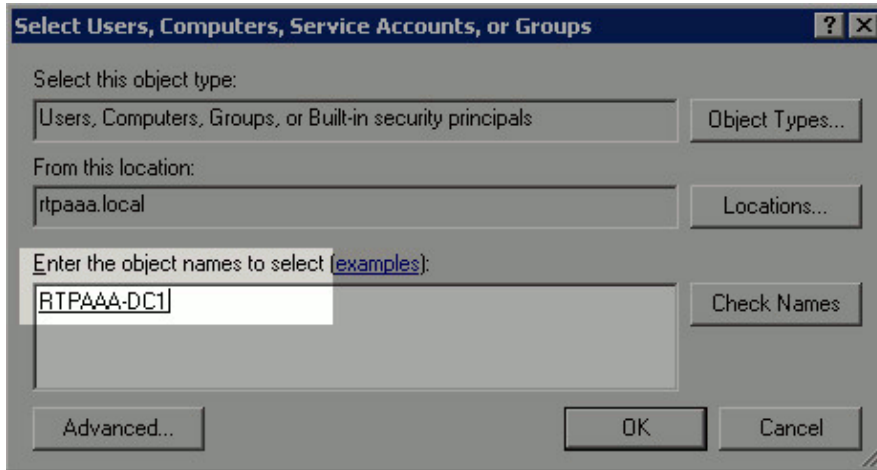 Select Users, Computers, Service Accounts, or Groups
Select this object type:
Users, Computers, Groups, or Built-in security principals
Object Types...
From this location:
rtpaaa.local
Locations...
Enter the object names to select (examples):
RTPAAA-DC1
Check Names
Advanced...
OK
Cancel